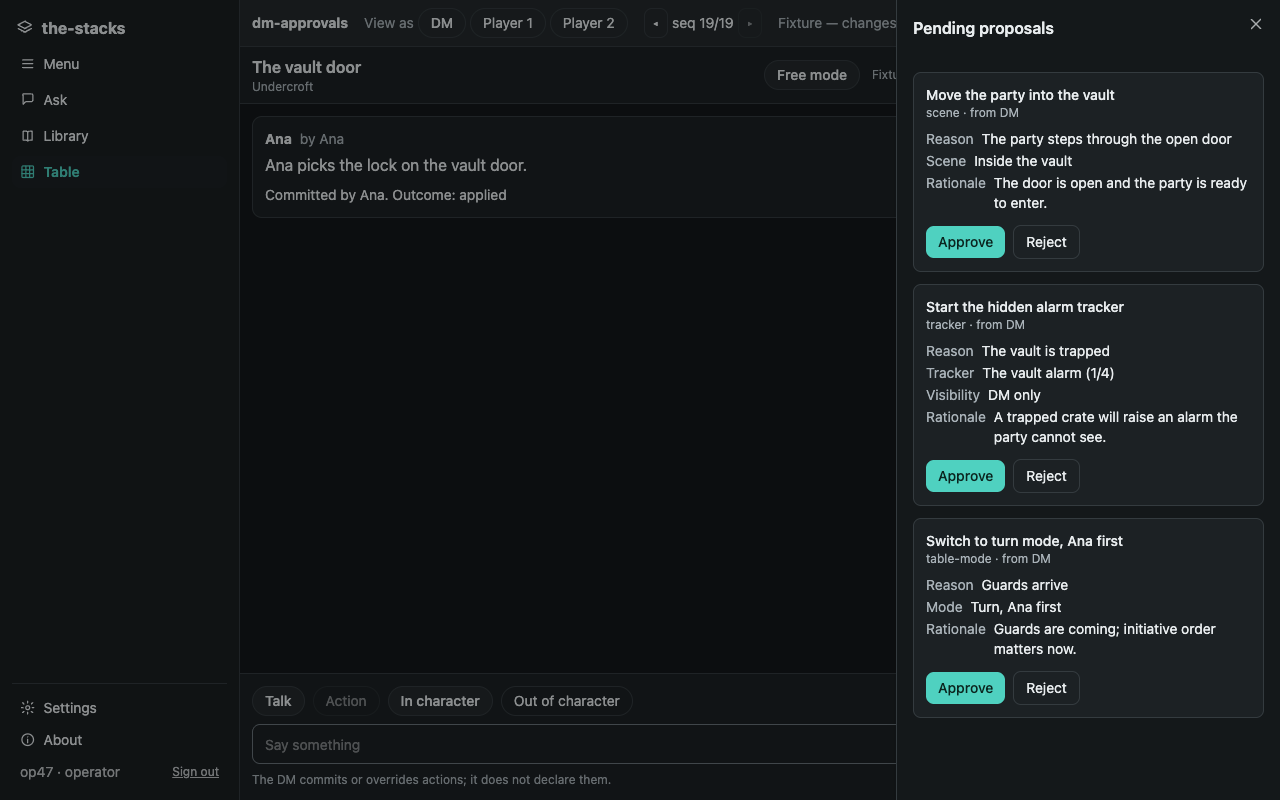 the-stacks
Menu
Ask
Library
Table
Settings
About
op47 · operator Sign out
dm-approvals View as DM Player 1 Player 2 seq 19/19 Fixture — changes
The vault door
Undercroft
Free mode
Ana by Ana
Ana picks the lock on the vault door.
Committed by Ana. Outcome: applied
Talk Action In character Out of character
Say something
The DM commits or overrides actions; it does not declare them.
Pending proposals
Move the party into the vault
scene · from DM
Reason The party steps through the open door
Scene Inside the vault
Rationale The door is open and the party is ready
to enter.
Approve Reject
Start the hidden alarm tracker
tracker · from DM
Reason The vault is trapped
Tracker The vault alarm (1/4)
Visibility DM only
Rationale A trapped crate will raise an alarm the
party cannot see.
Approve Reject
Switch to turn mode, Ana first
table-mode · from DM
Reason Guards arrive
Mode Turn, Ana first
Rationale Guards are coming; initiative order
matters now.
Approve Reject